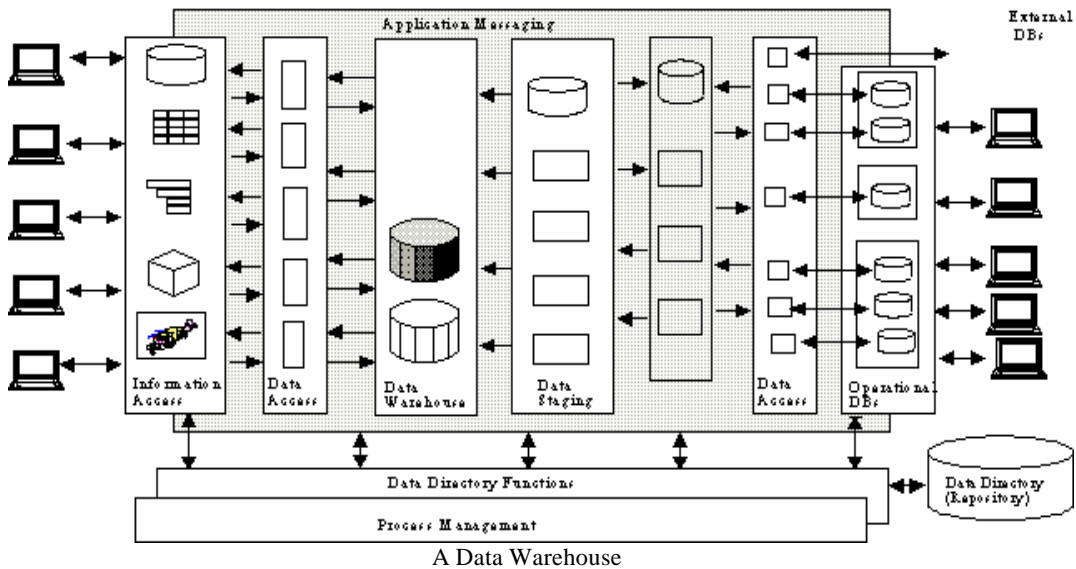 Application Messaging
External
DBs
Information
Access
Data
Access
Data
Warehouse
Data
Staging
Data
Access
Operational
DBs
Data Directory Functions
Process Management
Data Directory
(Repository)
A Data Warehouse